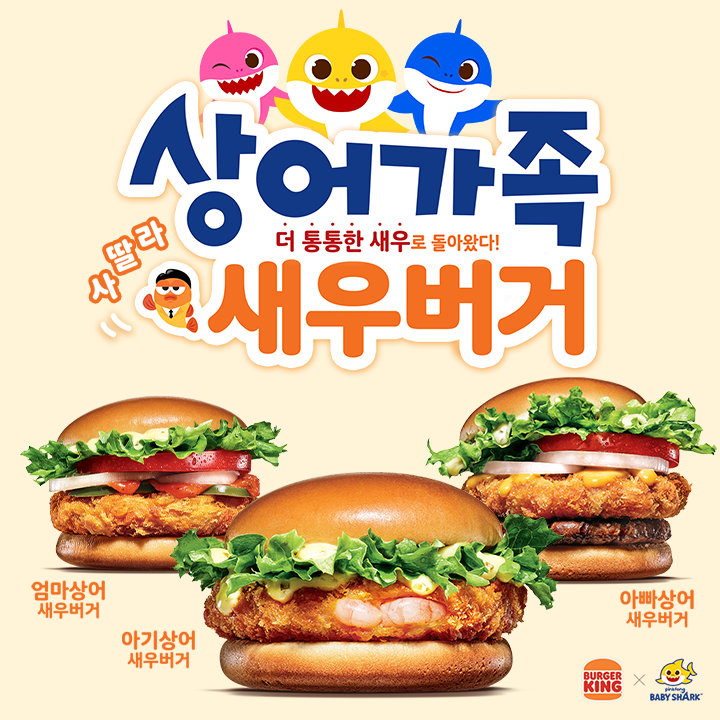 상어가족
더 통통한 새우로 돌아왔다!
사딸라
새우버거
엄마상어
새우버거
아기상어
새우버거
아빠상어
새우버거
BURGER
KING
×
pinkfong
BABY SHARK™